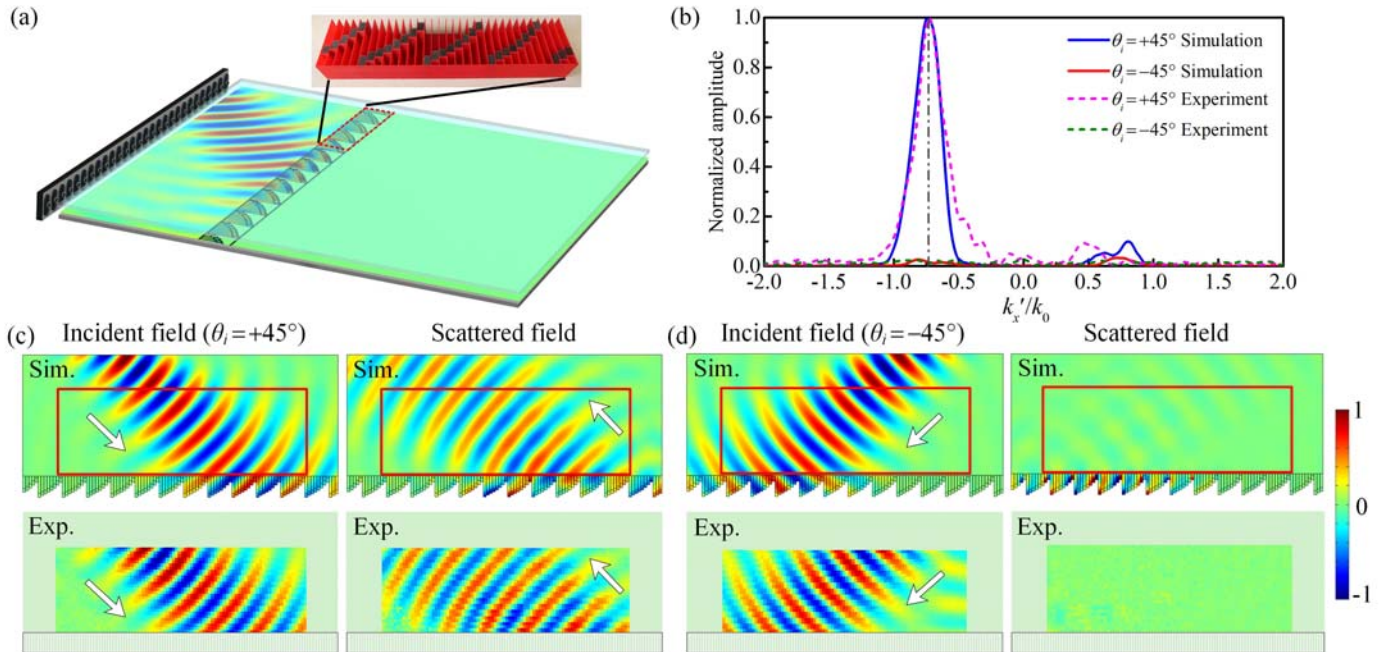 (a)
(b)
Normalized amplitude
1.0
0.8
0.6
0.4
0.2
0.0
-2.0 -1.5 -1.0 -0.5 0.0 0.5 1.0 1.5 2.0
kₓ′/k₀
θᵢ=+45° Simulation
θᵢ=−45° Simulation
θᵢ=+45° Experiment
θᵢ=−45° Experiment
(c) Incident field (θᵢ=+45°) Scattered field
(d) Incident field (θᵢ=−45°) Scattered field
Sim. Sim. Sim. Sim.
Exp. Exp. Exp. Exp.
1
0
-1